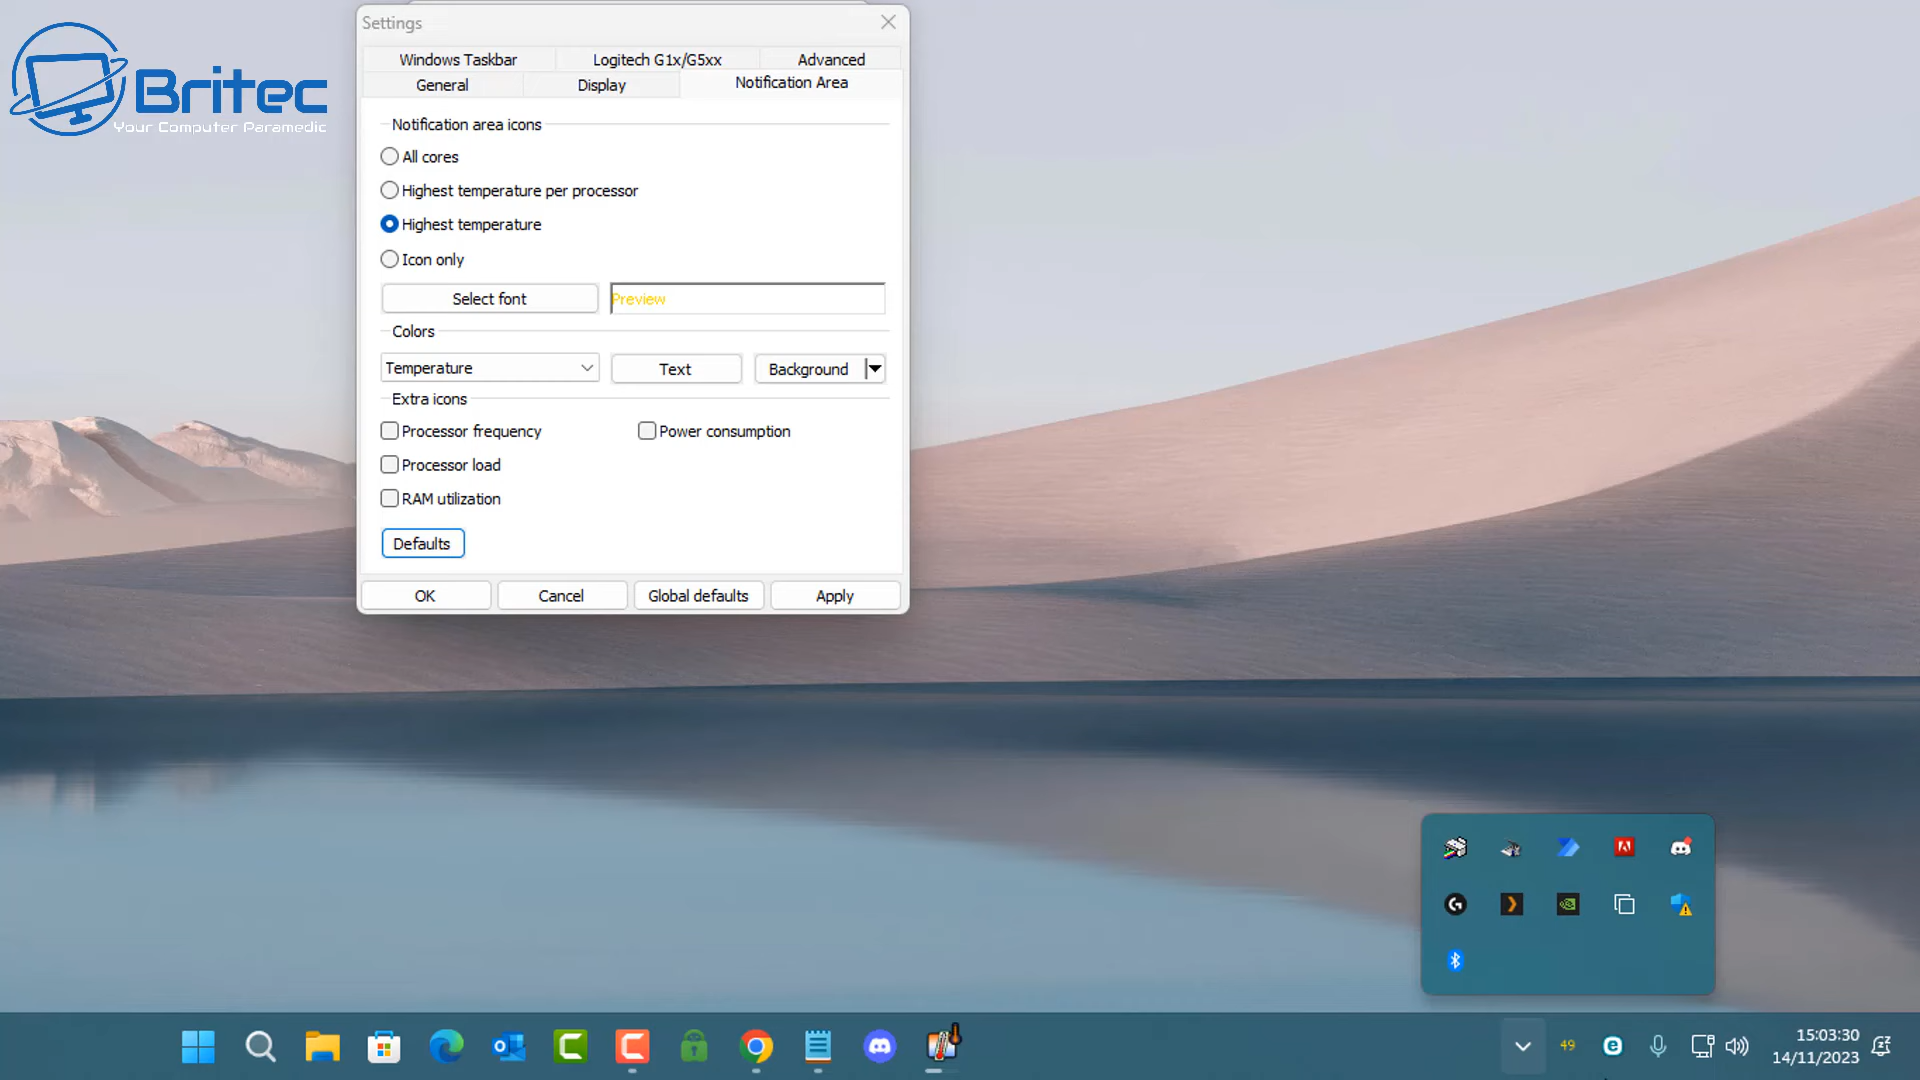 Britec
Your Computer Paramedic
Settings
Windows Taskbar
Logitech G1x/G5xx
Advanced
General
Display
Notification Area
Notification area icons
All cores
Highest temperature per processor
Highest temperature
Icon only
Select font
Preview
Colors
Temperature
Text
Background
Extra icons
Processor frequency
Power consumption
Processor load
RAM utilization
Defaults
OK
Cancel
Global defaults
Apply
49
15:03:30
14/11/2023